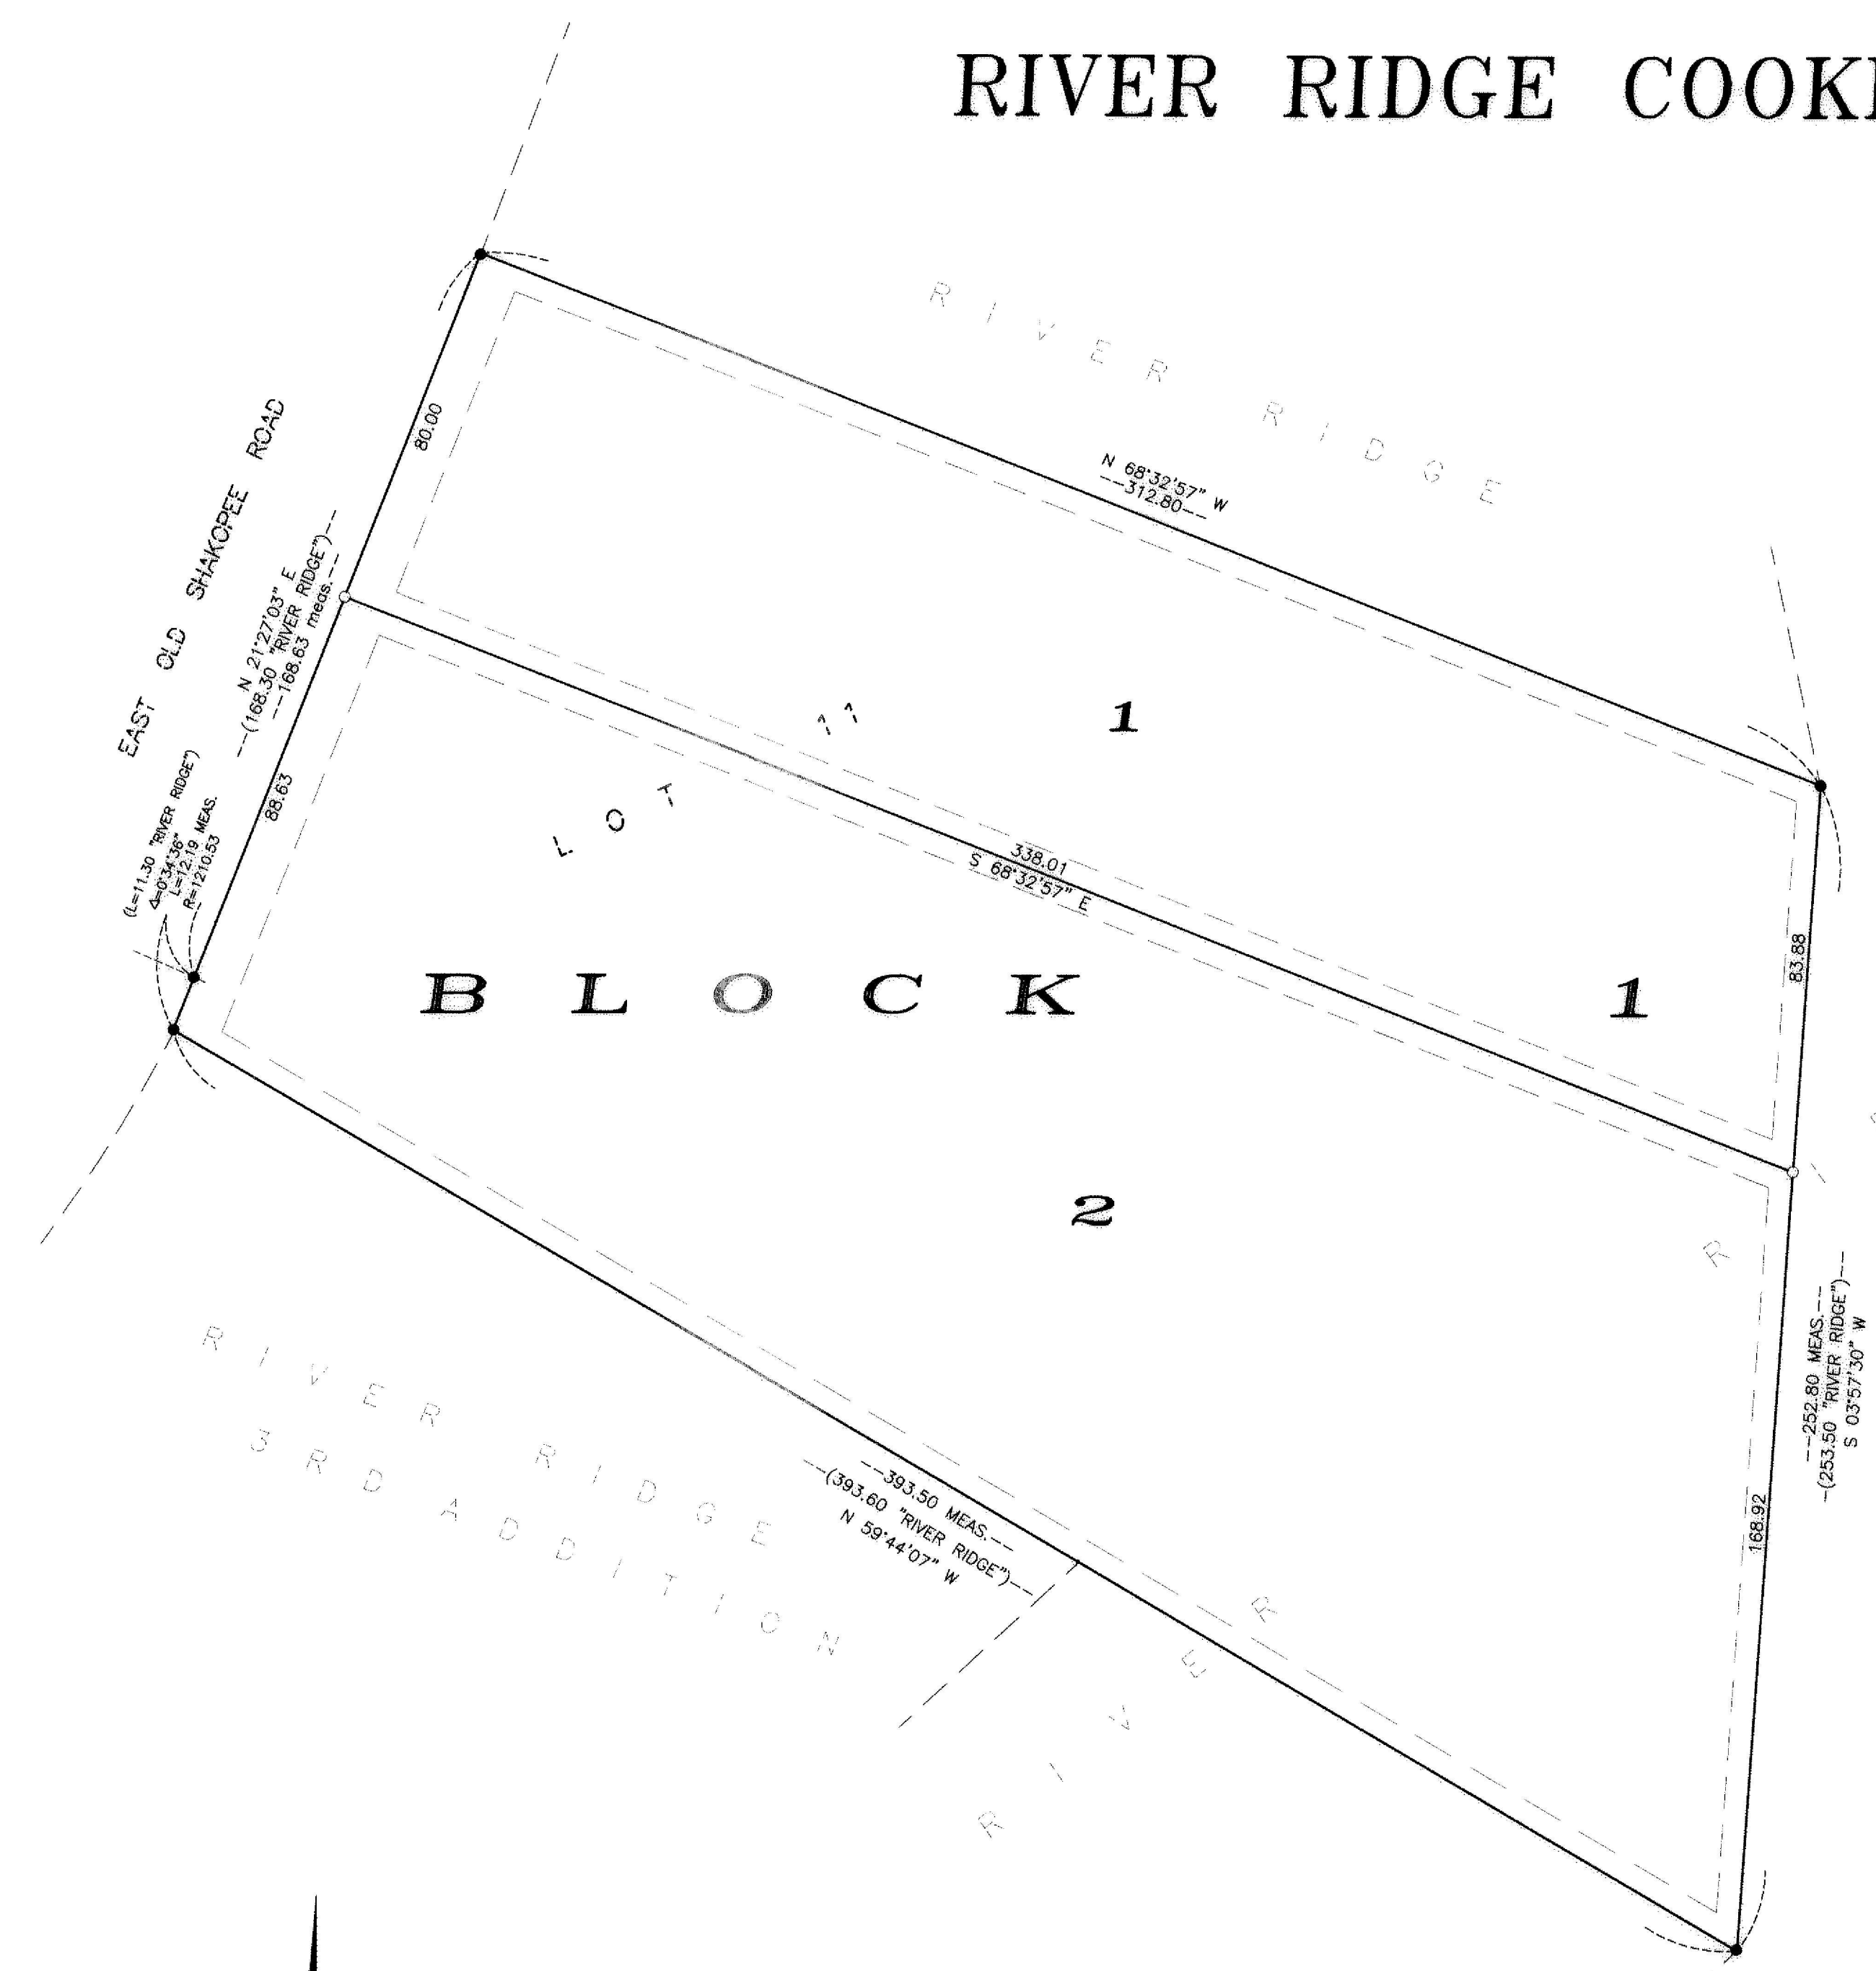 RIVER RIDGE COOK
RIVER RIDGE
80.00
N 68°32'57" W
--312.80--
EAST OLD SHAKOPEE ROAD
N 21°27'03" E
--(168.30 "RIVER RIDGE")--
---168.63 meas.---
1
11
LOT
88.63
(L=11.30 "RIVER RIDGE")
Δ=0°34'36"
L=12.19 MEAS.
R=1210.53
338.01
S 68°32'57" E
83.88
BLOCK 1
2
R
---252.80 MEAS.---
-(253.50 "RIVER RIDGE")--
S 03°57'30" W
RIVER RIDGE
3RD ADDITION
--393.50 MEAS.--
--(393.60 "RIVER RIDGE")--
N 59°44'07" W
168.92
RIVER